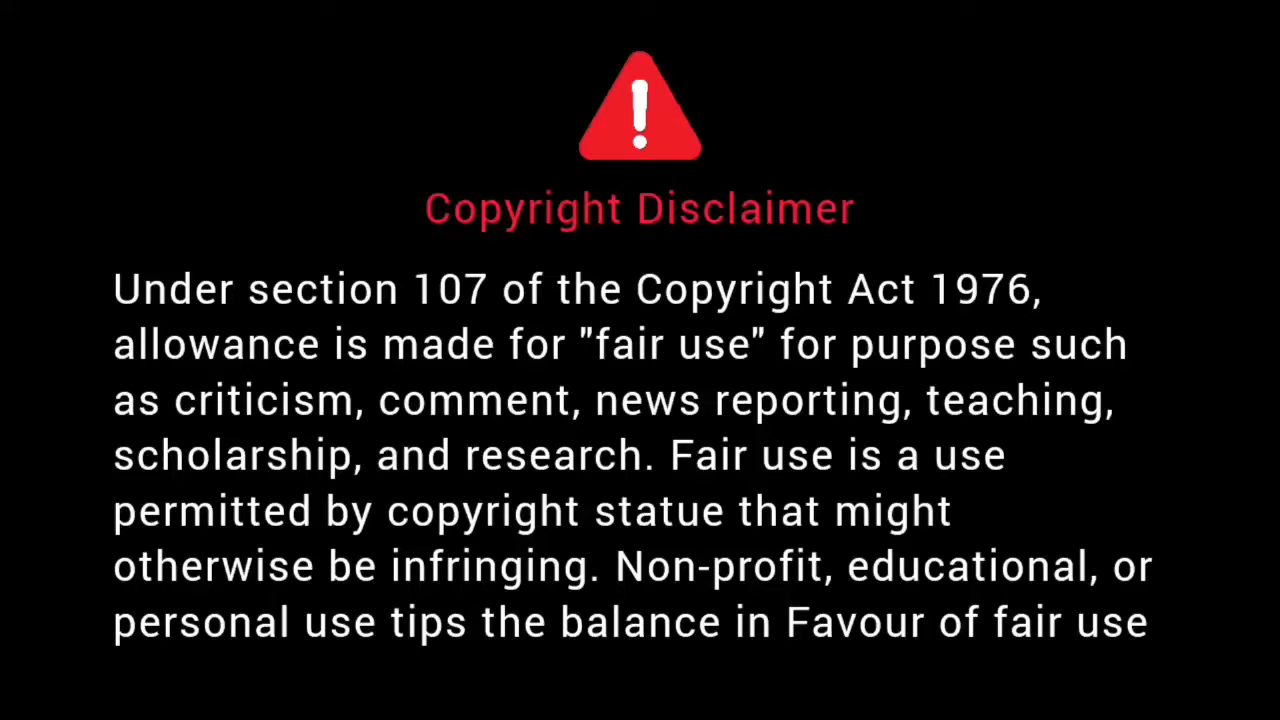 Copyright Disclaimer
Under section 107 of the Copyright Act 1976,
allowance is made for "fair use" for purpose such
as criticism, comment, news reporting, teaching,
scholarship, and research. Fair use is a use
permitted by copyright statue that might
otherwise be infringing. Non-profit, educational, or
personal use tips the balance in Favour of fair use